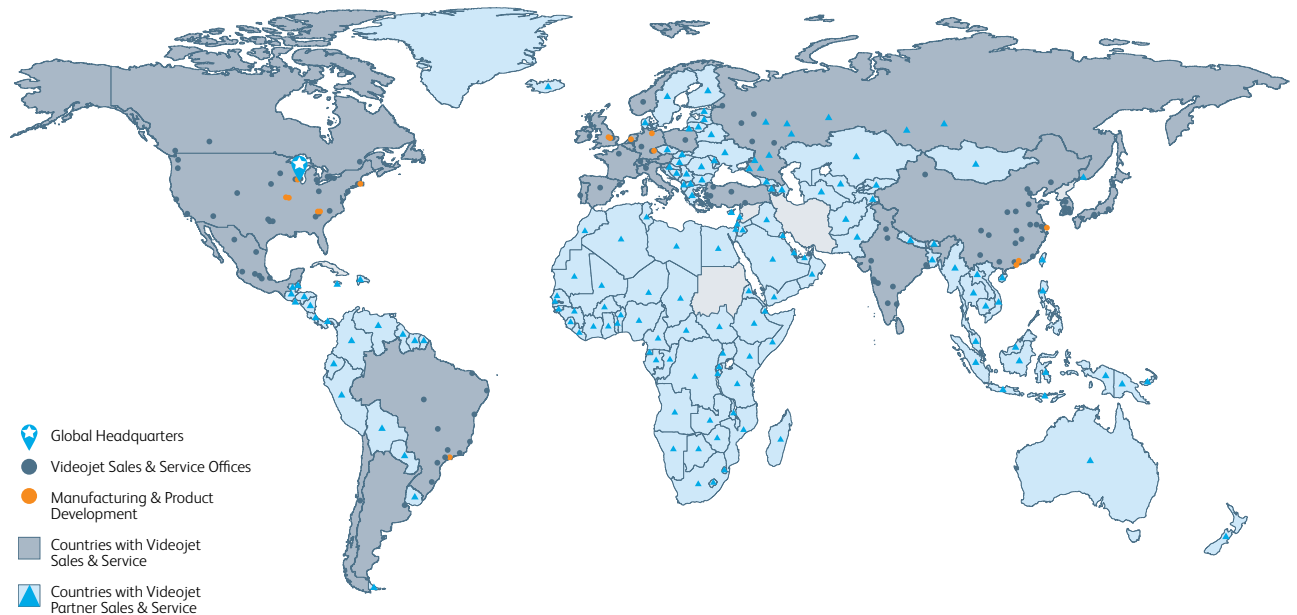 Global Headquarters
Videojet Sales & Service Offices
Manufacturing & Product
Development
Countries with Videojet
Sales & Service
Countries with Videojet
Partner Sales & Service